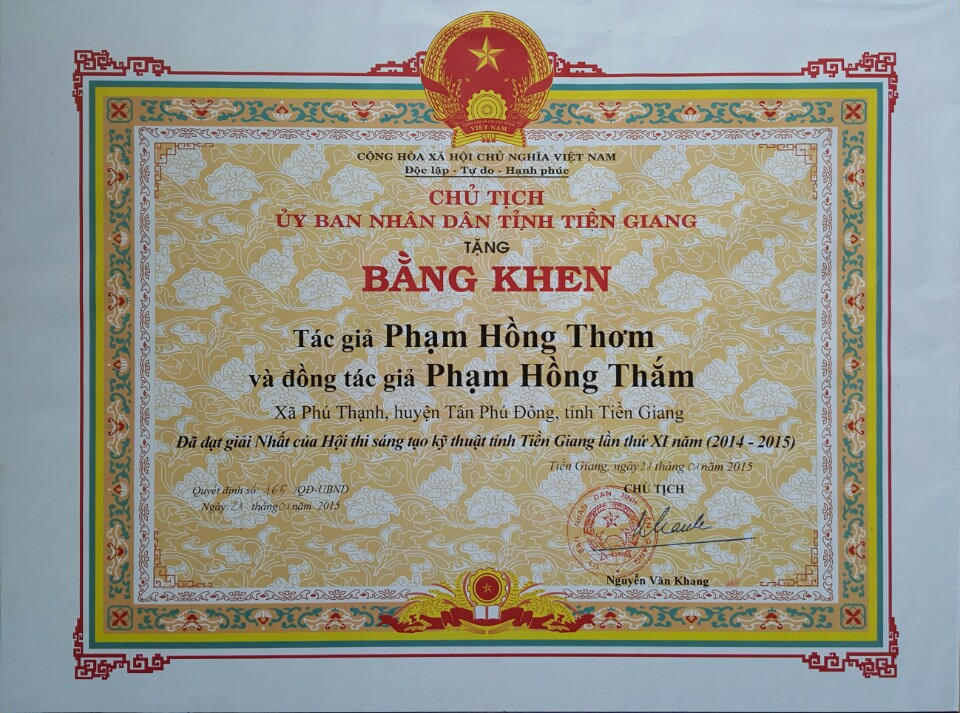 VIỆT NAM
CỘNG HÒA XÃ HỘI CHỦ NGHĨA VIỆT NAM
Độc lập - Tự do - Hạnh phúc
CHỦ TỊCH
ỦY BAN NHÂN DÂN TỈNH TIỀN GIANG
TẶNG
BẰNG KHEN
Tác giả Phạm Hồng Thơm
và đồng tác giả Phạm Hồng Thắm
Xã Phú Thạnh, huyện Tân Phú Đông, tỉnh Tiền Giang
Đã đạt giải Nhất của Hội thi sáng tạo kỹ thuật tỉnh Tiền Giang lần thứ XI năm (2014 - 2015)
Tiền Giang, ngày tháng năm 2015
Quyết định số: /QĐ-UBND
Ngày tháng năm 2015
CHỦ TỊCH
Nguyễn Văn Khang